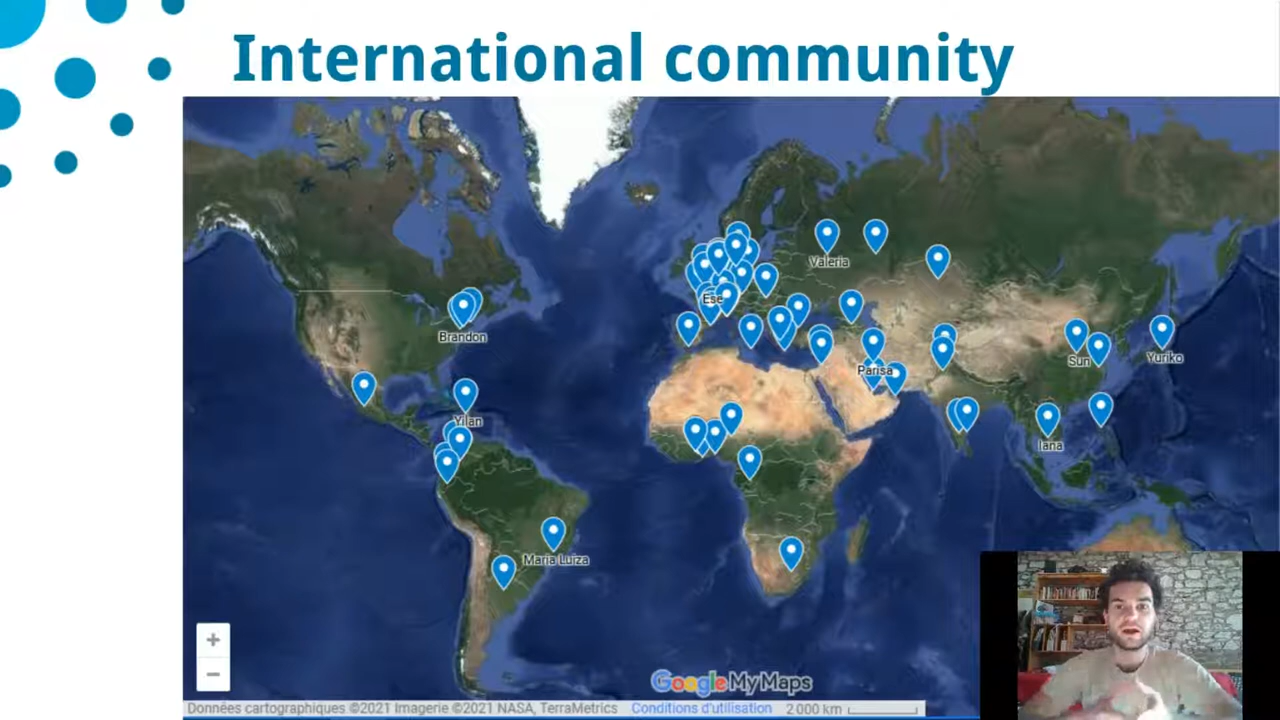 International community
Valeria
Ese
Brandon
Sun
Yuriko
Parisa
Yilan
Iana
Maria Luiza
+
−
Google My Maps
Données cartographiques ©2021 Imagerie ©2021 NASA, TerraMetrics Conditions d'utilisation 2 000 km